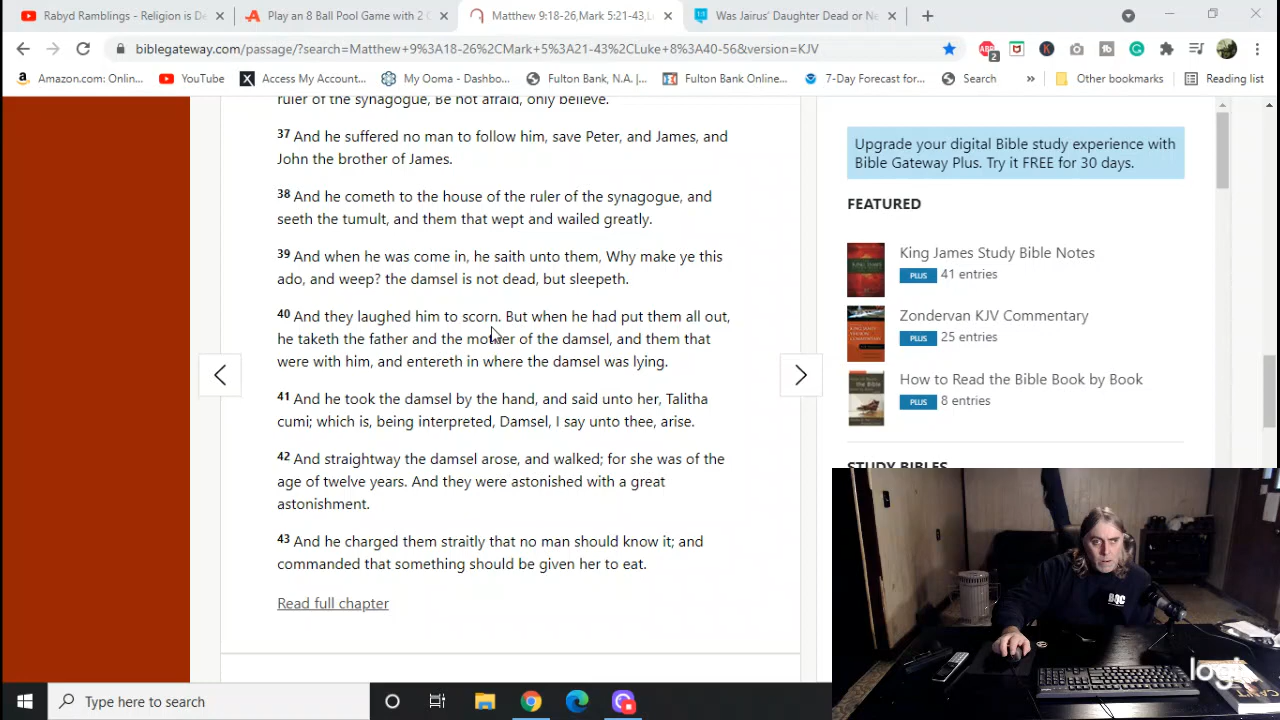 Rabyd Ramblings - Religion is De
Play an 8 Ball Pool Game with 2 C
Matthew 9:18-26,Mark 5:21-43,L
Was Jairus' Daughter Dead or No
biblegateway.com/passage/?search=Matthew+9%3A18-26%2CMark+5%3A21-43%2CLuke+8%3A40-56&version=KJV
ABP
2
Amazon.com: Onlin...
YouTube
Access My Account...
My Ooma - Dashbo...
Fulton Bank, N.A. |...
Fulton Bank Online...
7-Day Forecast for...
Search
»
Other bookmarks
Reading list
ruler of the synagogue, Be not afraid, only believe.
37 And he suffered no man to follow him, save Peter, and James, and
John the brother of James.
38 And he cometh to the house of the ruler of the synagogue, and
seeth the tumult, and them that wept and wailed greatly.
39 And when he was come in, he saith unto them, Why make ye this
ado, and weep? the damsel is not dead, but sleepeth.
40 And they laughed him to scorn. But when he had put them all out,
he taketh the father and the mother of the damsel, and them that
were with him, and entereth in where the damsel was lying.
41 And he took the damsel by the hand, and said unto her, Talitha
cumi; which is, being interpreted, Damsel, I say unto thee, arise.
42 And straightway the damsel arose, and walked; for she was of the
age of twelve years. And they were astonished with a great
astonishment.
43 And he charged them straitly that no man should know it; and
commanded that something should be given her to eat.
Read full chapter
Upgrade your digital Bible study experience with
Bible Gateway Plus. Try it FREE for 30 days.
FEATURED
King James Study Bible Notes
PLUS 41 entries
Zondervan KJV Commentary
PLUS 25 entries
How to Read the Bible Book by Book
PLUS 8 entries
STUDY BIBLES
logi
Type here to search